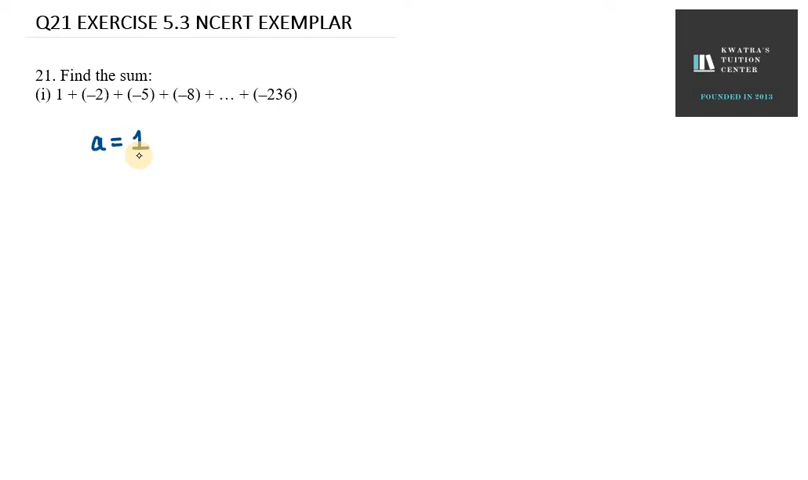 Q21 EXERCISE 5.3 NCERT EXEMPLAR
KWATRA'S
TUITION
CENTER
FOUNDED IN 2013
21. Find the sum:
(i) 1 + (–2) + (–5) + (–8) + … + (–236)
a = 1